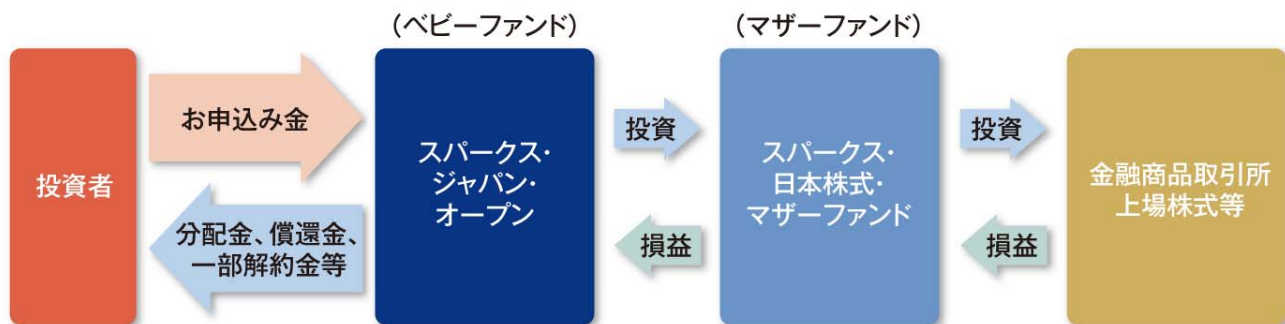 (ベビーファンド)
(マザーファンド)
投資者
お申込み金
分配金、償還金、
一部解約金等
スパークス・
ジャパン・
オープン
投資
損益
スパークス・
日本株式・
マザーファンド
投資
損益
金融商品取引所
上場株式等